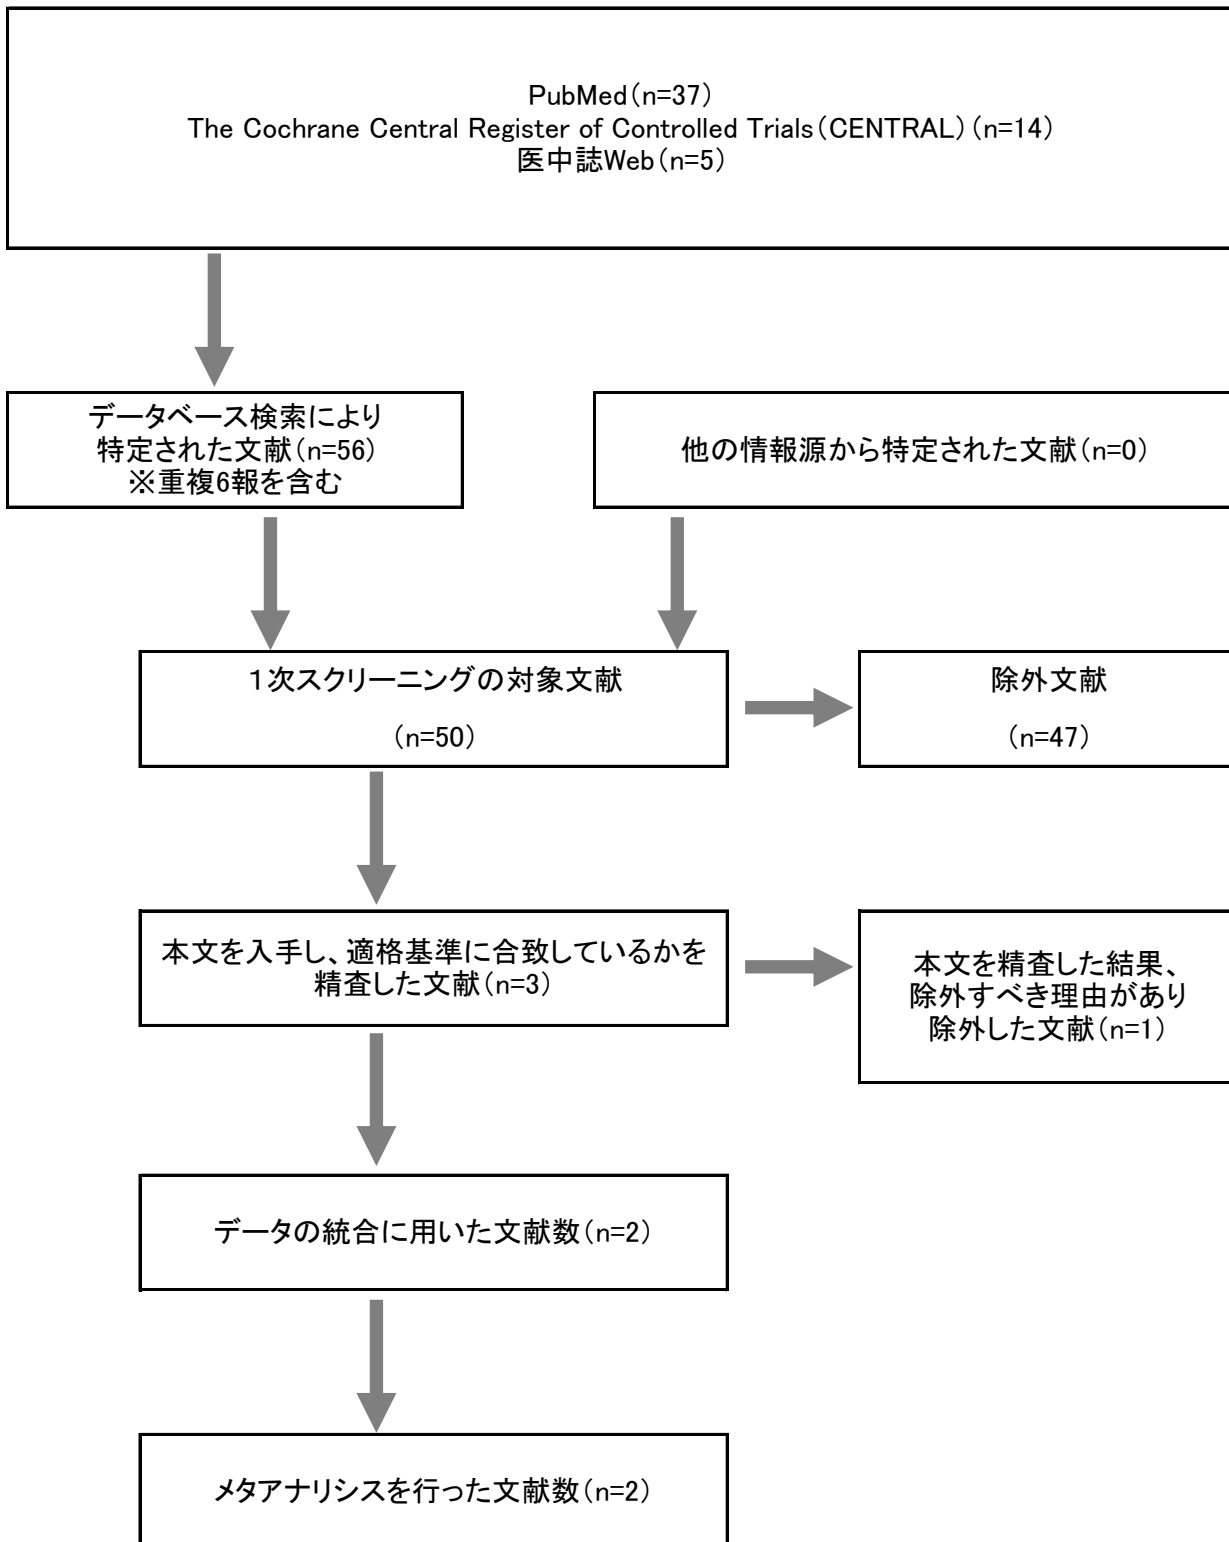 PubMed(n=37)
The Cochrane Central Register of Controlled Trials(CENTRAL)(n=14)
医中誌Web(n=5)
データベース検索により
特定された文献(n=56)
※重複6報を含む
他の情報源から特定された文献(n=0)
1次スクリーニングの対象文献
(n=50)
除外文献
(n=47)
本文を入手し、適格基準に合致しているかを
精査した文献(n=3)
本文を精査した結果、
除外すべき理由があり
除外した文献(n=1)
データの統合に用いた文献数(n=2)
メタアナリシスを行った文献数(n=2)